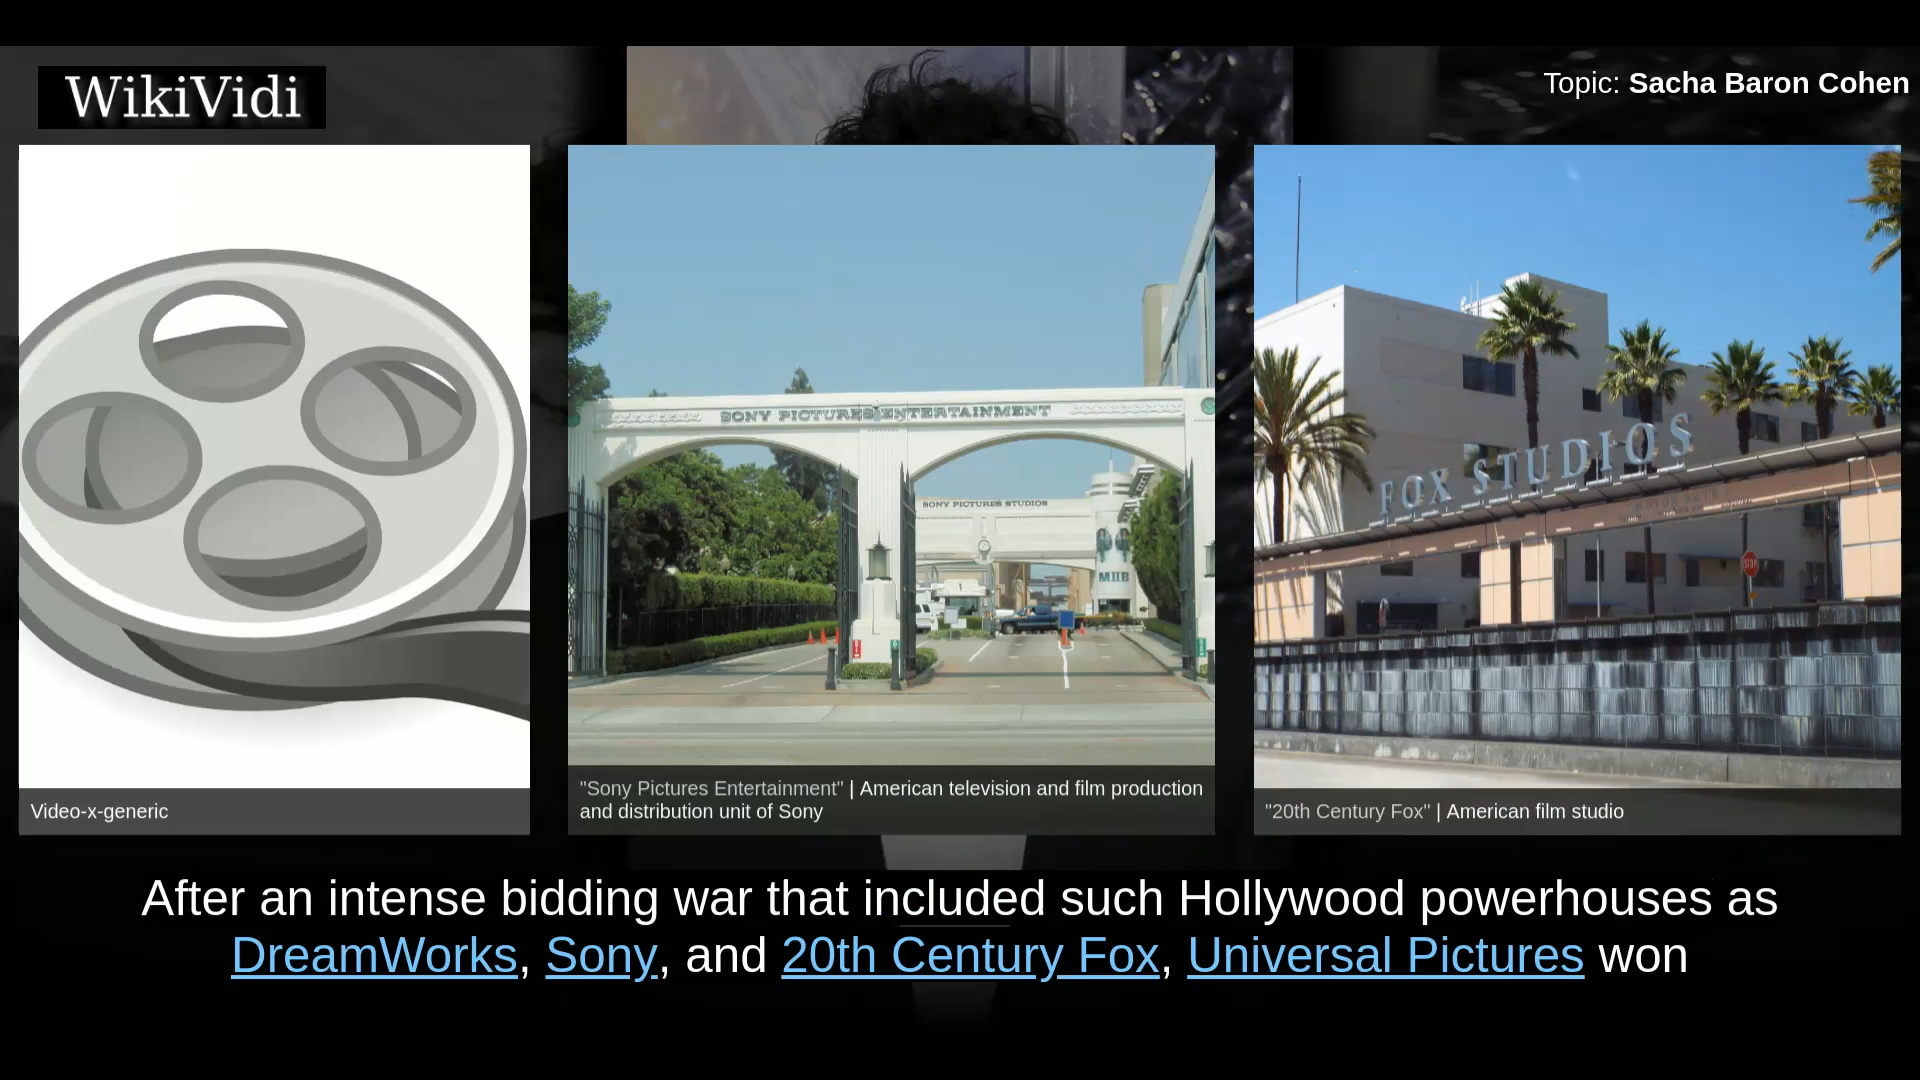 WikiVidi
Topic: Sacha Baron Cohen
SONY PICTURES ENTERTAINMENT
SONY PICTURES STUDIOS
MIIB
FOX STUDIOS
STOP
Video-x-generic
"Sony Pictures Entertainment" | American television and film production
and distribution unit of Sony
"20th Century Fox" | American film studio
After an intense bidding war that included such Hollywood powerhouses as
DreamWorks, Sony, and 20th Century Fox, Universal Pictures won